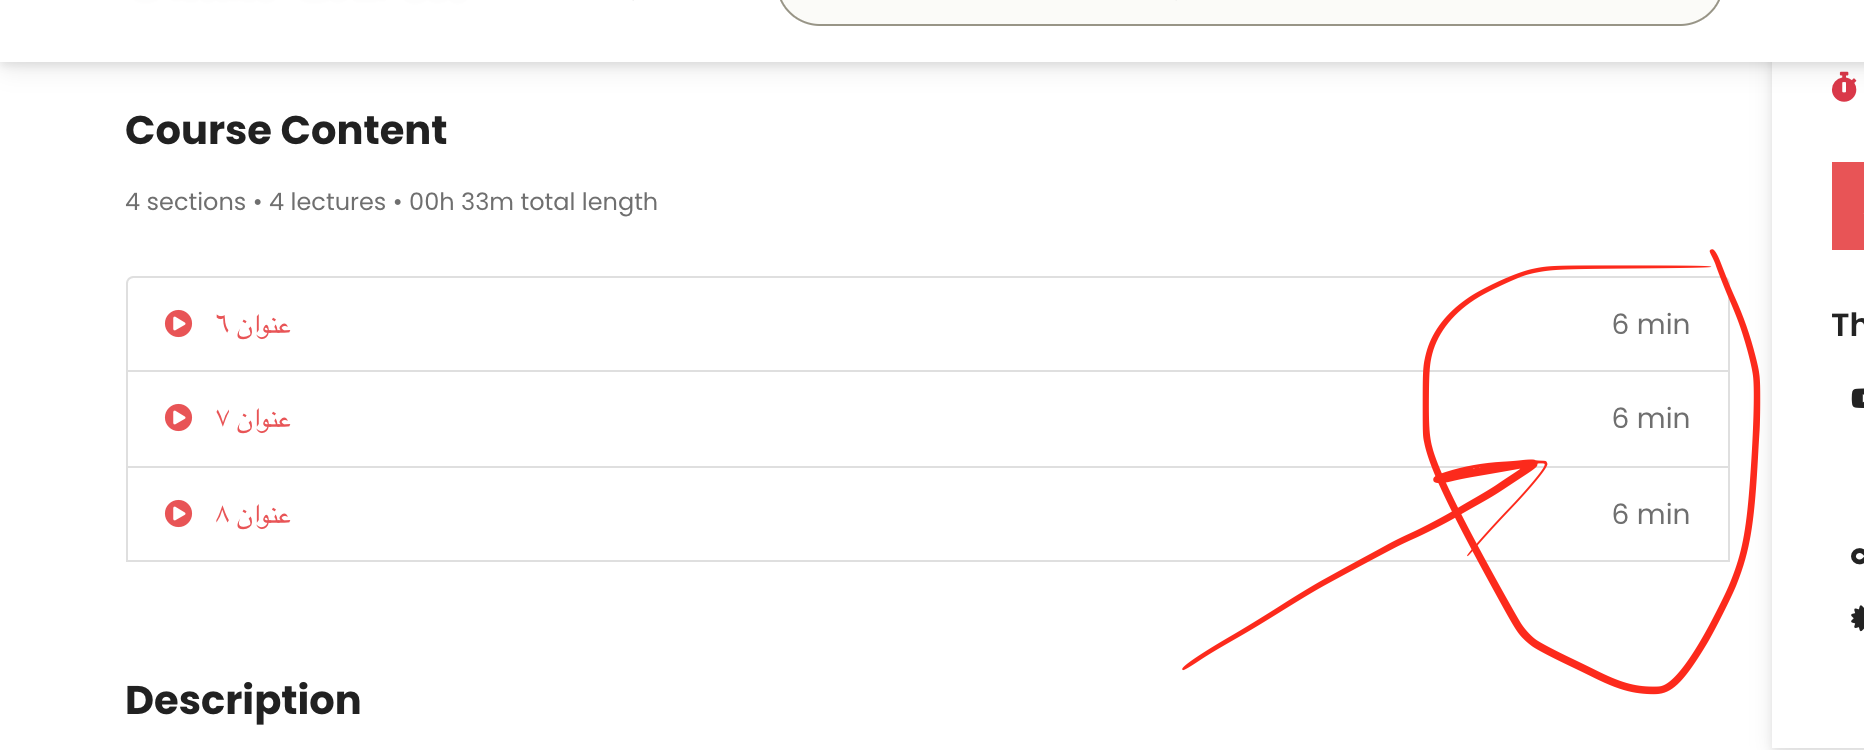 Course Content
4 sections • 4 lectures • 00h 33m total length
عنوان ٦ 6 min
عنوان ٧ 6 min
عنوان ٨ 6 min
Th
Description